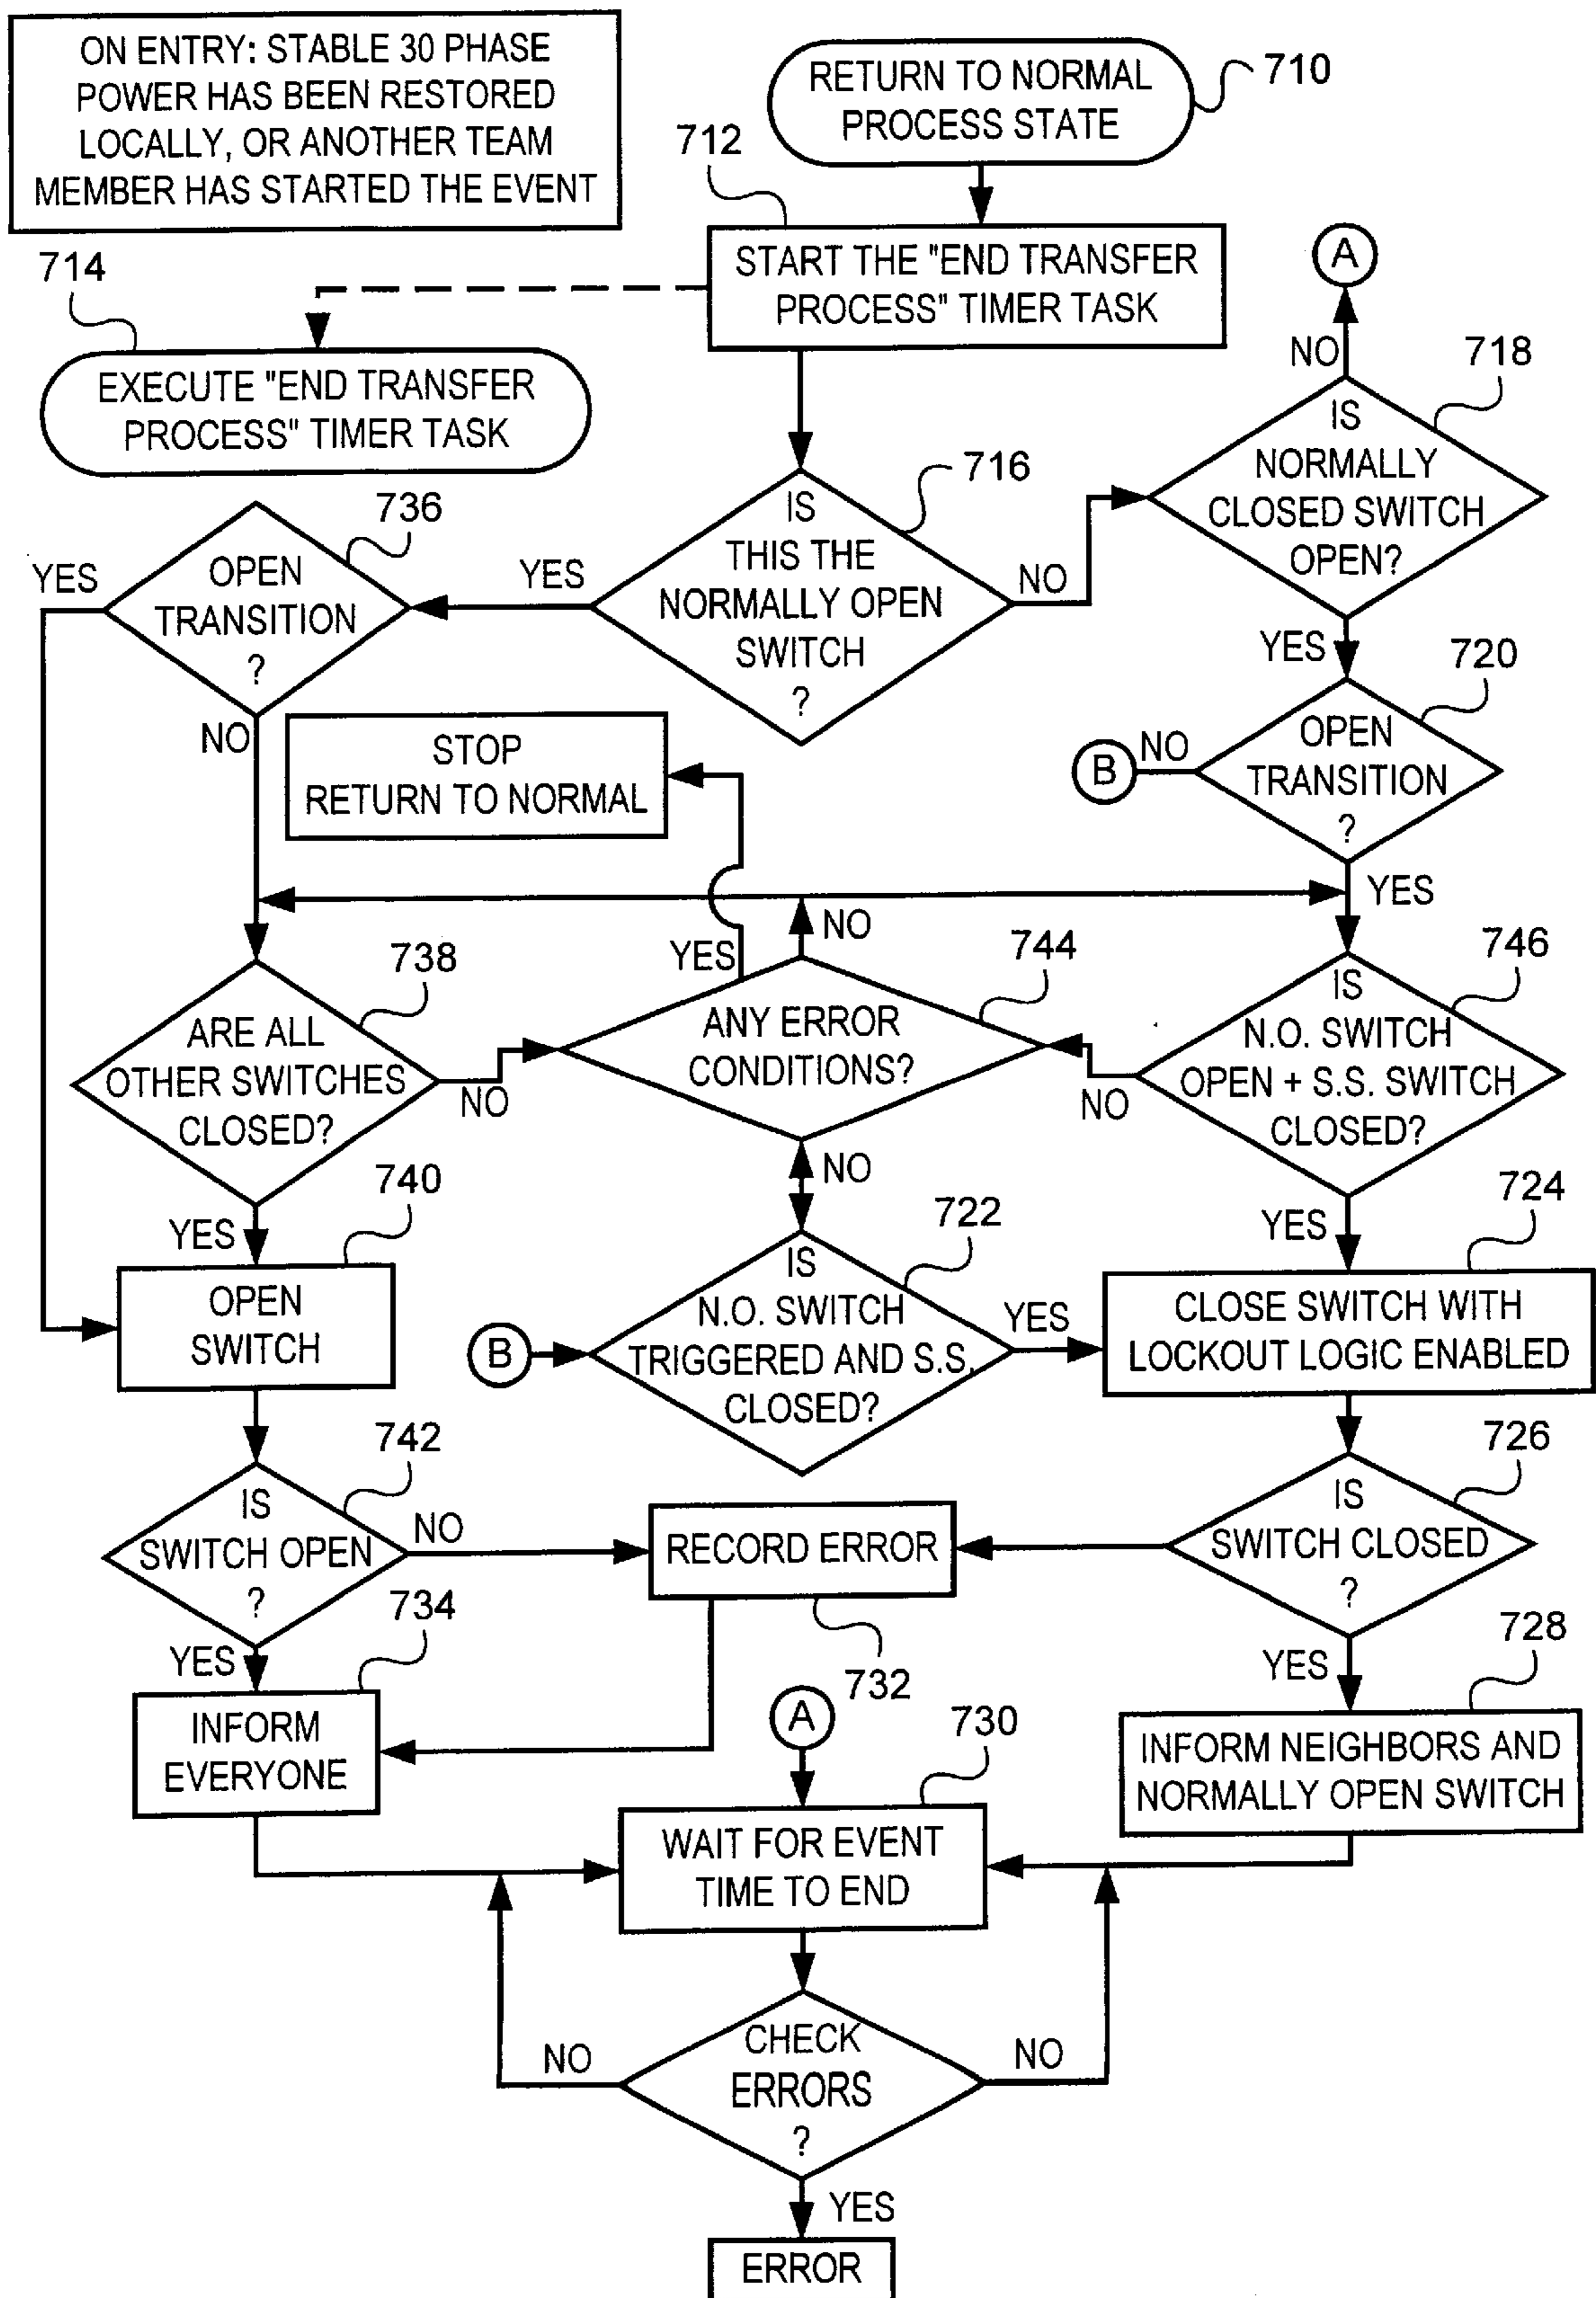 ON ENTRY: STABLE 30 PHASE
POWER HAS BEEN RESTORED
LOCALLY, OR ANOTHER TEAM
MEMBER HAS STARTED THE EVENT
RETURN TO NORMAL
PROCESS STATE
710
712
START THE "END TRANSFER
PROCESS" TIMER TASK
714
EXECUTE "END TRANSFER
PROCESS" TIMER TASK
A
NO
718
IS
NORMALLY
CLOSED SWITCH
OPEN?
716
IS
THIS THE
NORMALLY OPEN
SWITCH
?
YES
NO
736
OPEN
TRANSITION
?
YES
NO
YES
720
OPEN
TRANSITION
?
NO
B
YES
STOP
RETURN TO NORMAL
YES
NO
744
ANY ERROR
CONDITIONS?
738
ARE ALL
OTHER SWITCHES
CLOSED?
NO
746
IS
N.O. SWITCH
OPEN + S.S. SWITCH
CLOSED?
NO
YES
740
OPEN
SWITCH
NO
722
IS
N.O. SWITCH
TRIGGERED AND S.S.
CLOSED?
B
YES
YES
724
CLOSE SWITCH WITH
LOCKOUT LOGIC ENABLED
742
IS
SWITCH OPEN
?
NO
RECORD ERROR
732
726
IS
SWITCH CLOSED
?
YES
734
INFORM
EVERYONE
YES
728
INFORM NEIGHBORS AND
NORMALLY OPEN SWITCH
A
730
WAIT FOR EVENT
TIME TO END
CHECK
ERRORS
?
NO
NO
YES
ERROR